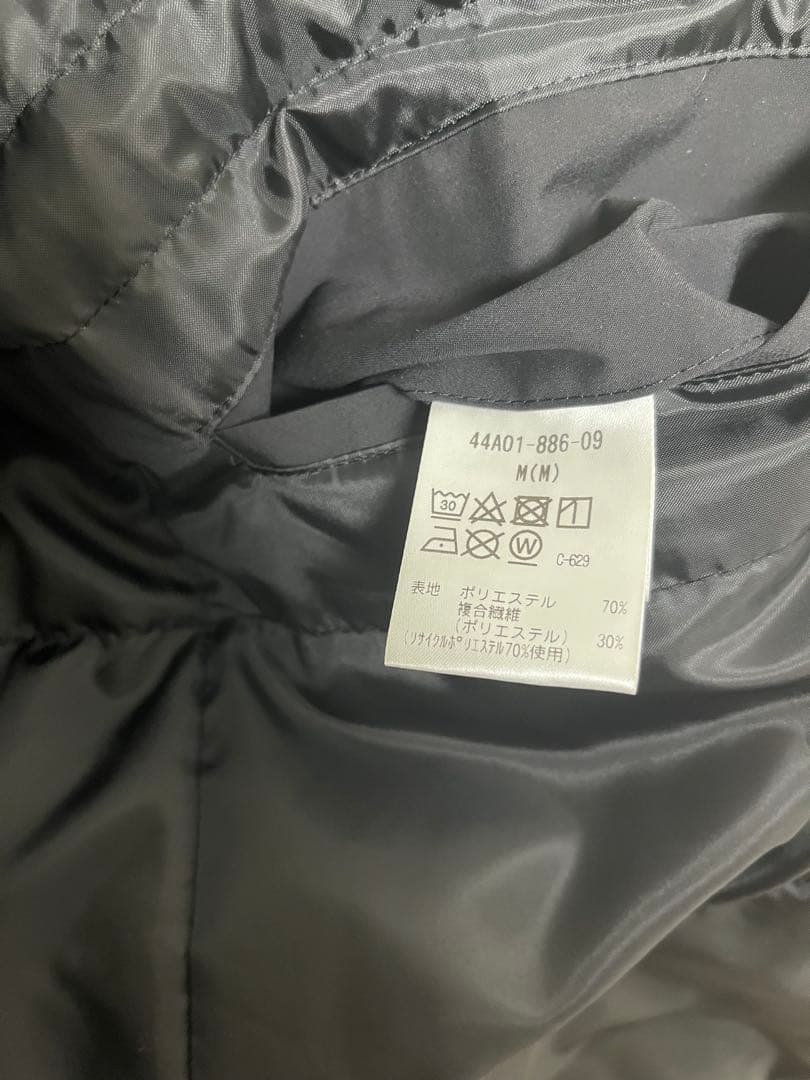 44A01-886-09
M(M)
30
W C-629
表地 ポリエステル 70%
複合繊維
(ポリエステル) 30%
(リサイクルポリエステル70%使用)